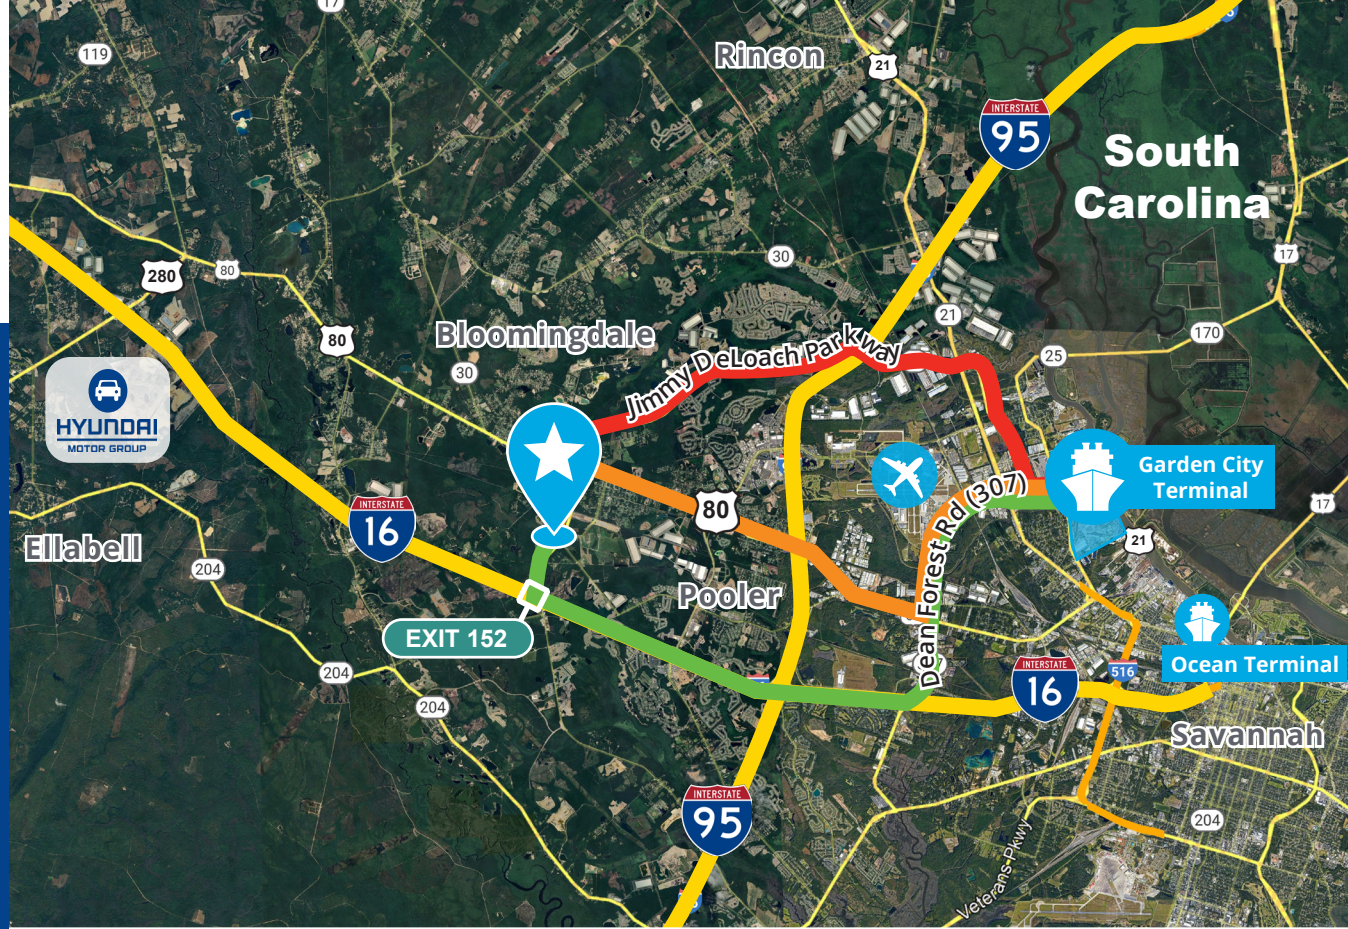 17
119
Rincon
21
INTERSTATE
95
South
Carolina
30
17
280
80
21
80
Bloomingdale
Jimmy DeLoach Parkway
170
25
30
HYUNDAI
MOTOR GROUP
Garden City
Terminal
Dean Forest Rd (307)
80
17
INTERSTATE
16
21
Ellabell
204
Pooler
EXIT 152
Ocean Terminal
204
INTERSTATE
16
516
204
Savannah
INTERSTATE
95
204
Veterans Pkwy